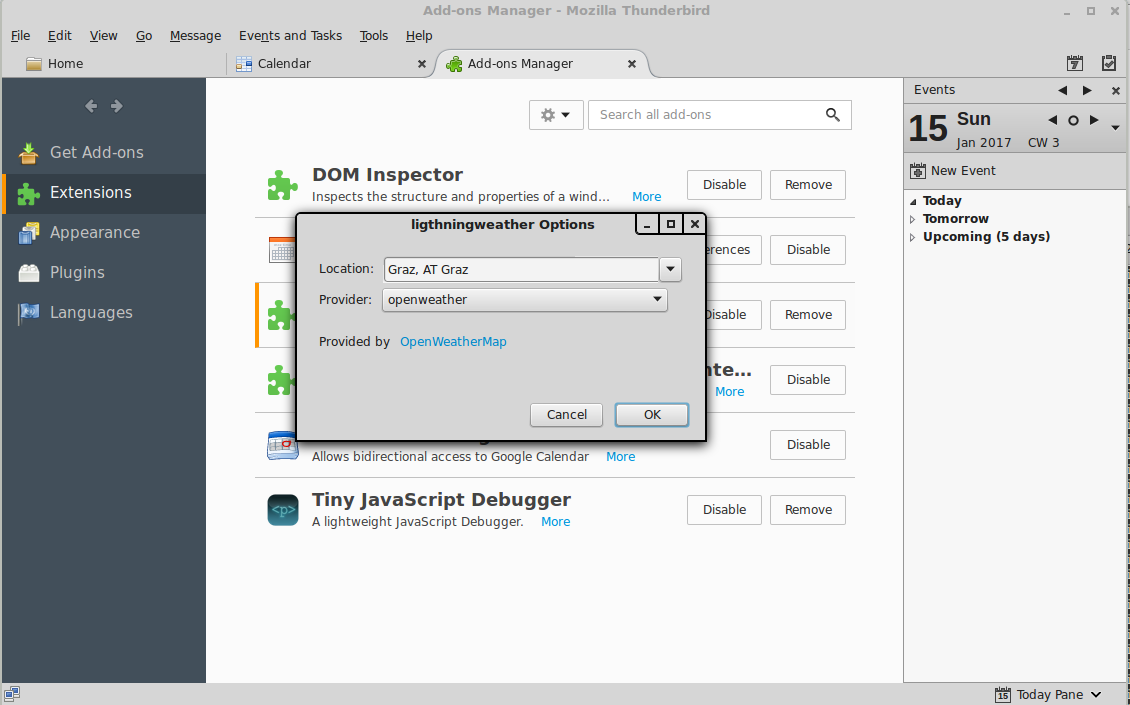 Add-ons Manager - Mozilla Thunderbird
File Edit View Go Message Events and Tasks Tools Help
Home Calendar Add-ons Manager
7
Events
Search all add-ons
15 Sun
Jan 2017 CW 3
New Event
Today
Tomorrow
Upcoming (5 days)
Get Add-ons
Extensions
Appearance
Plugins
Languages
DOM Inspector
Inspects the structure and properties of a wind... More
Disable Remove
ligthningweather Options
Location: Graz, AT Graz
Provider: openweather
Provided by OpenWeatherMap
Cancel OK
erences Disable
Disable Remove
nte...
More
Disable
Allows bidirectional access to Google Calendar More
Disable
<p>
Tiny JavaScript Debugger
A lightweight JavaScript Debugger. More
Disable Remove
15 Today Pane